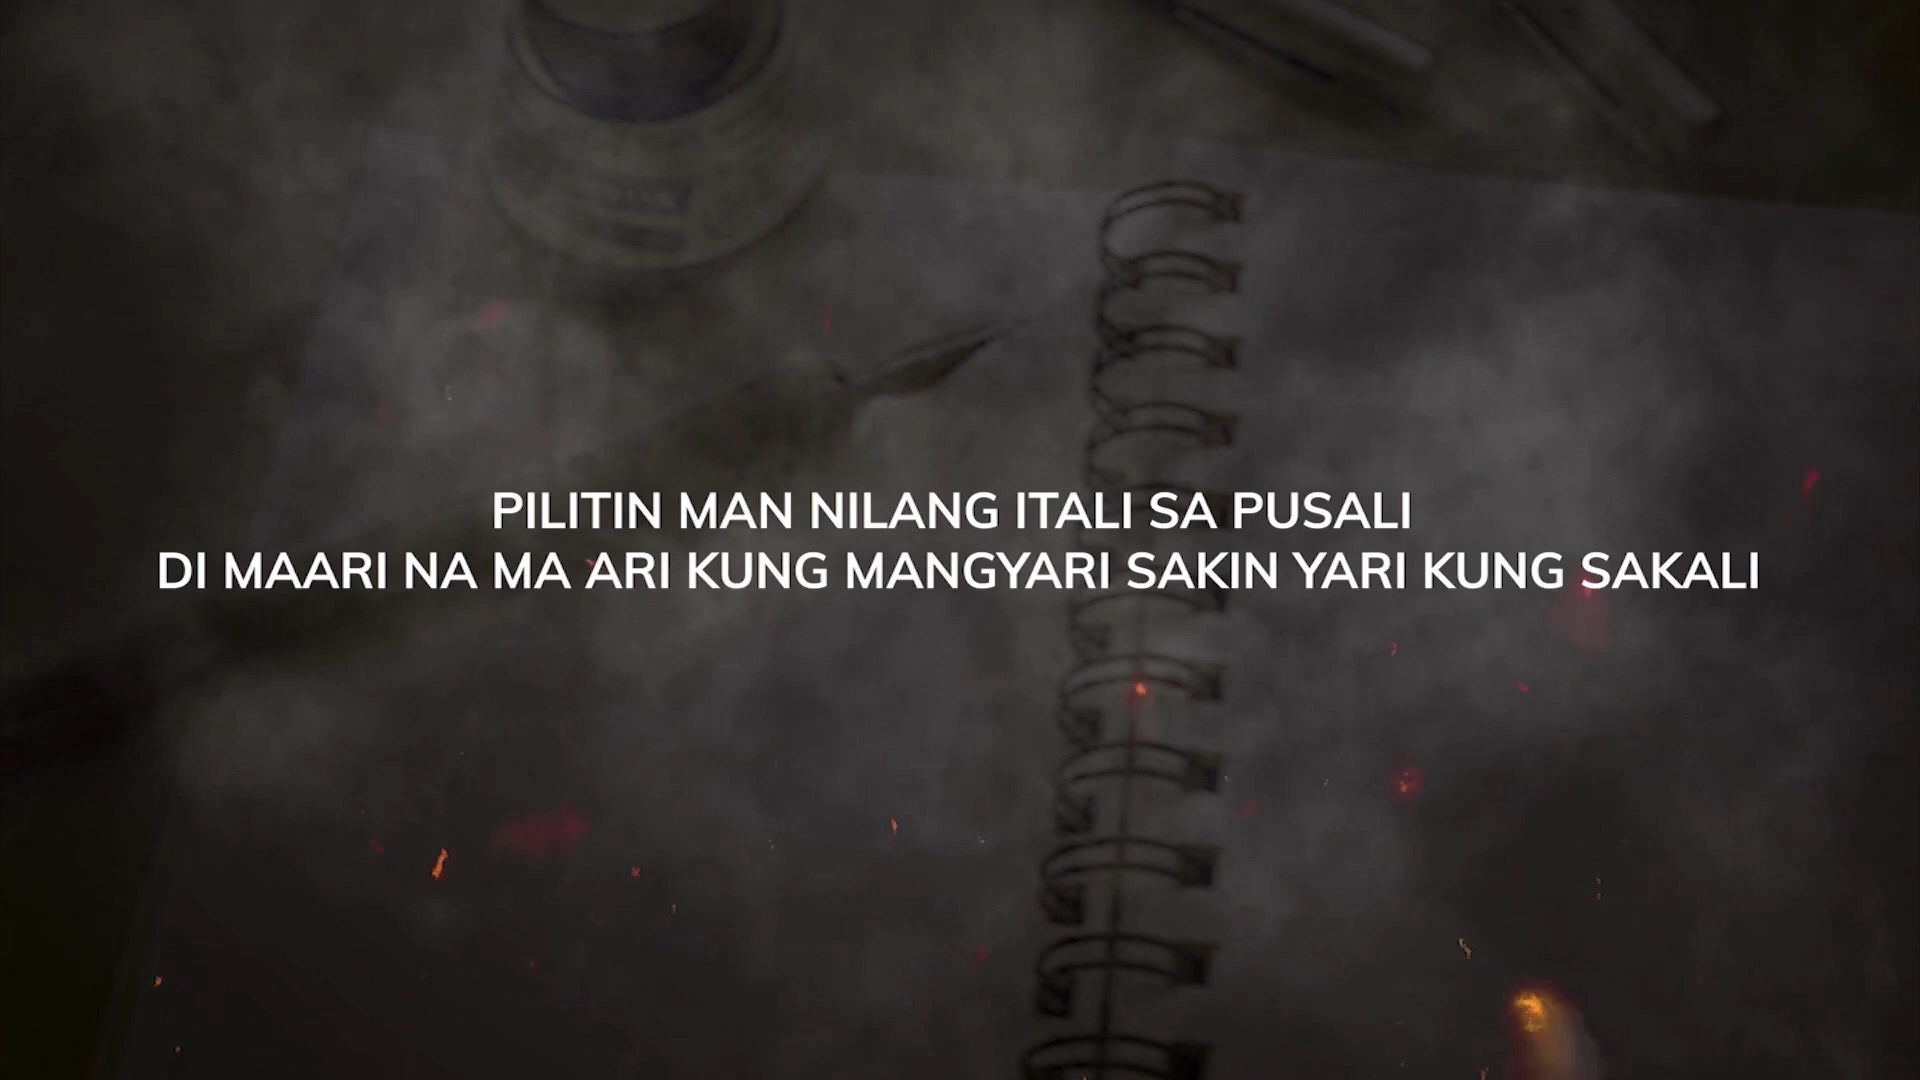 PILITIN MAN NILANG ITALI SA PUSALI
DI MAARI NA MA ARI KUNG MANGYARI SAKIN YARI KUNG SAKALI